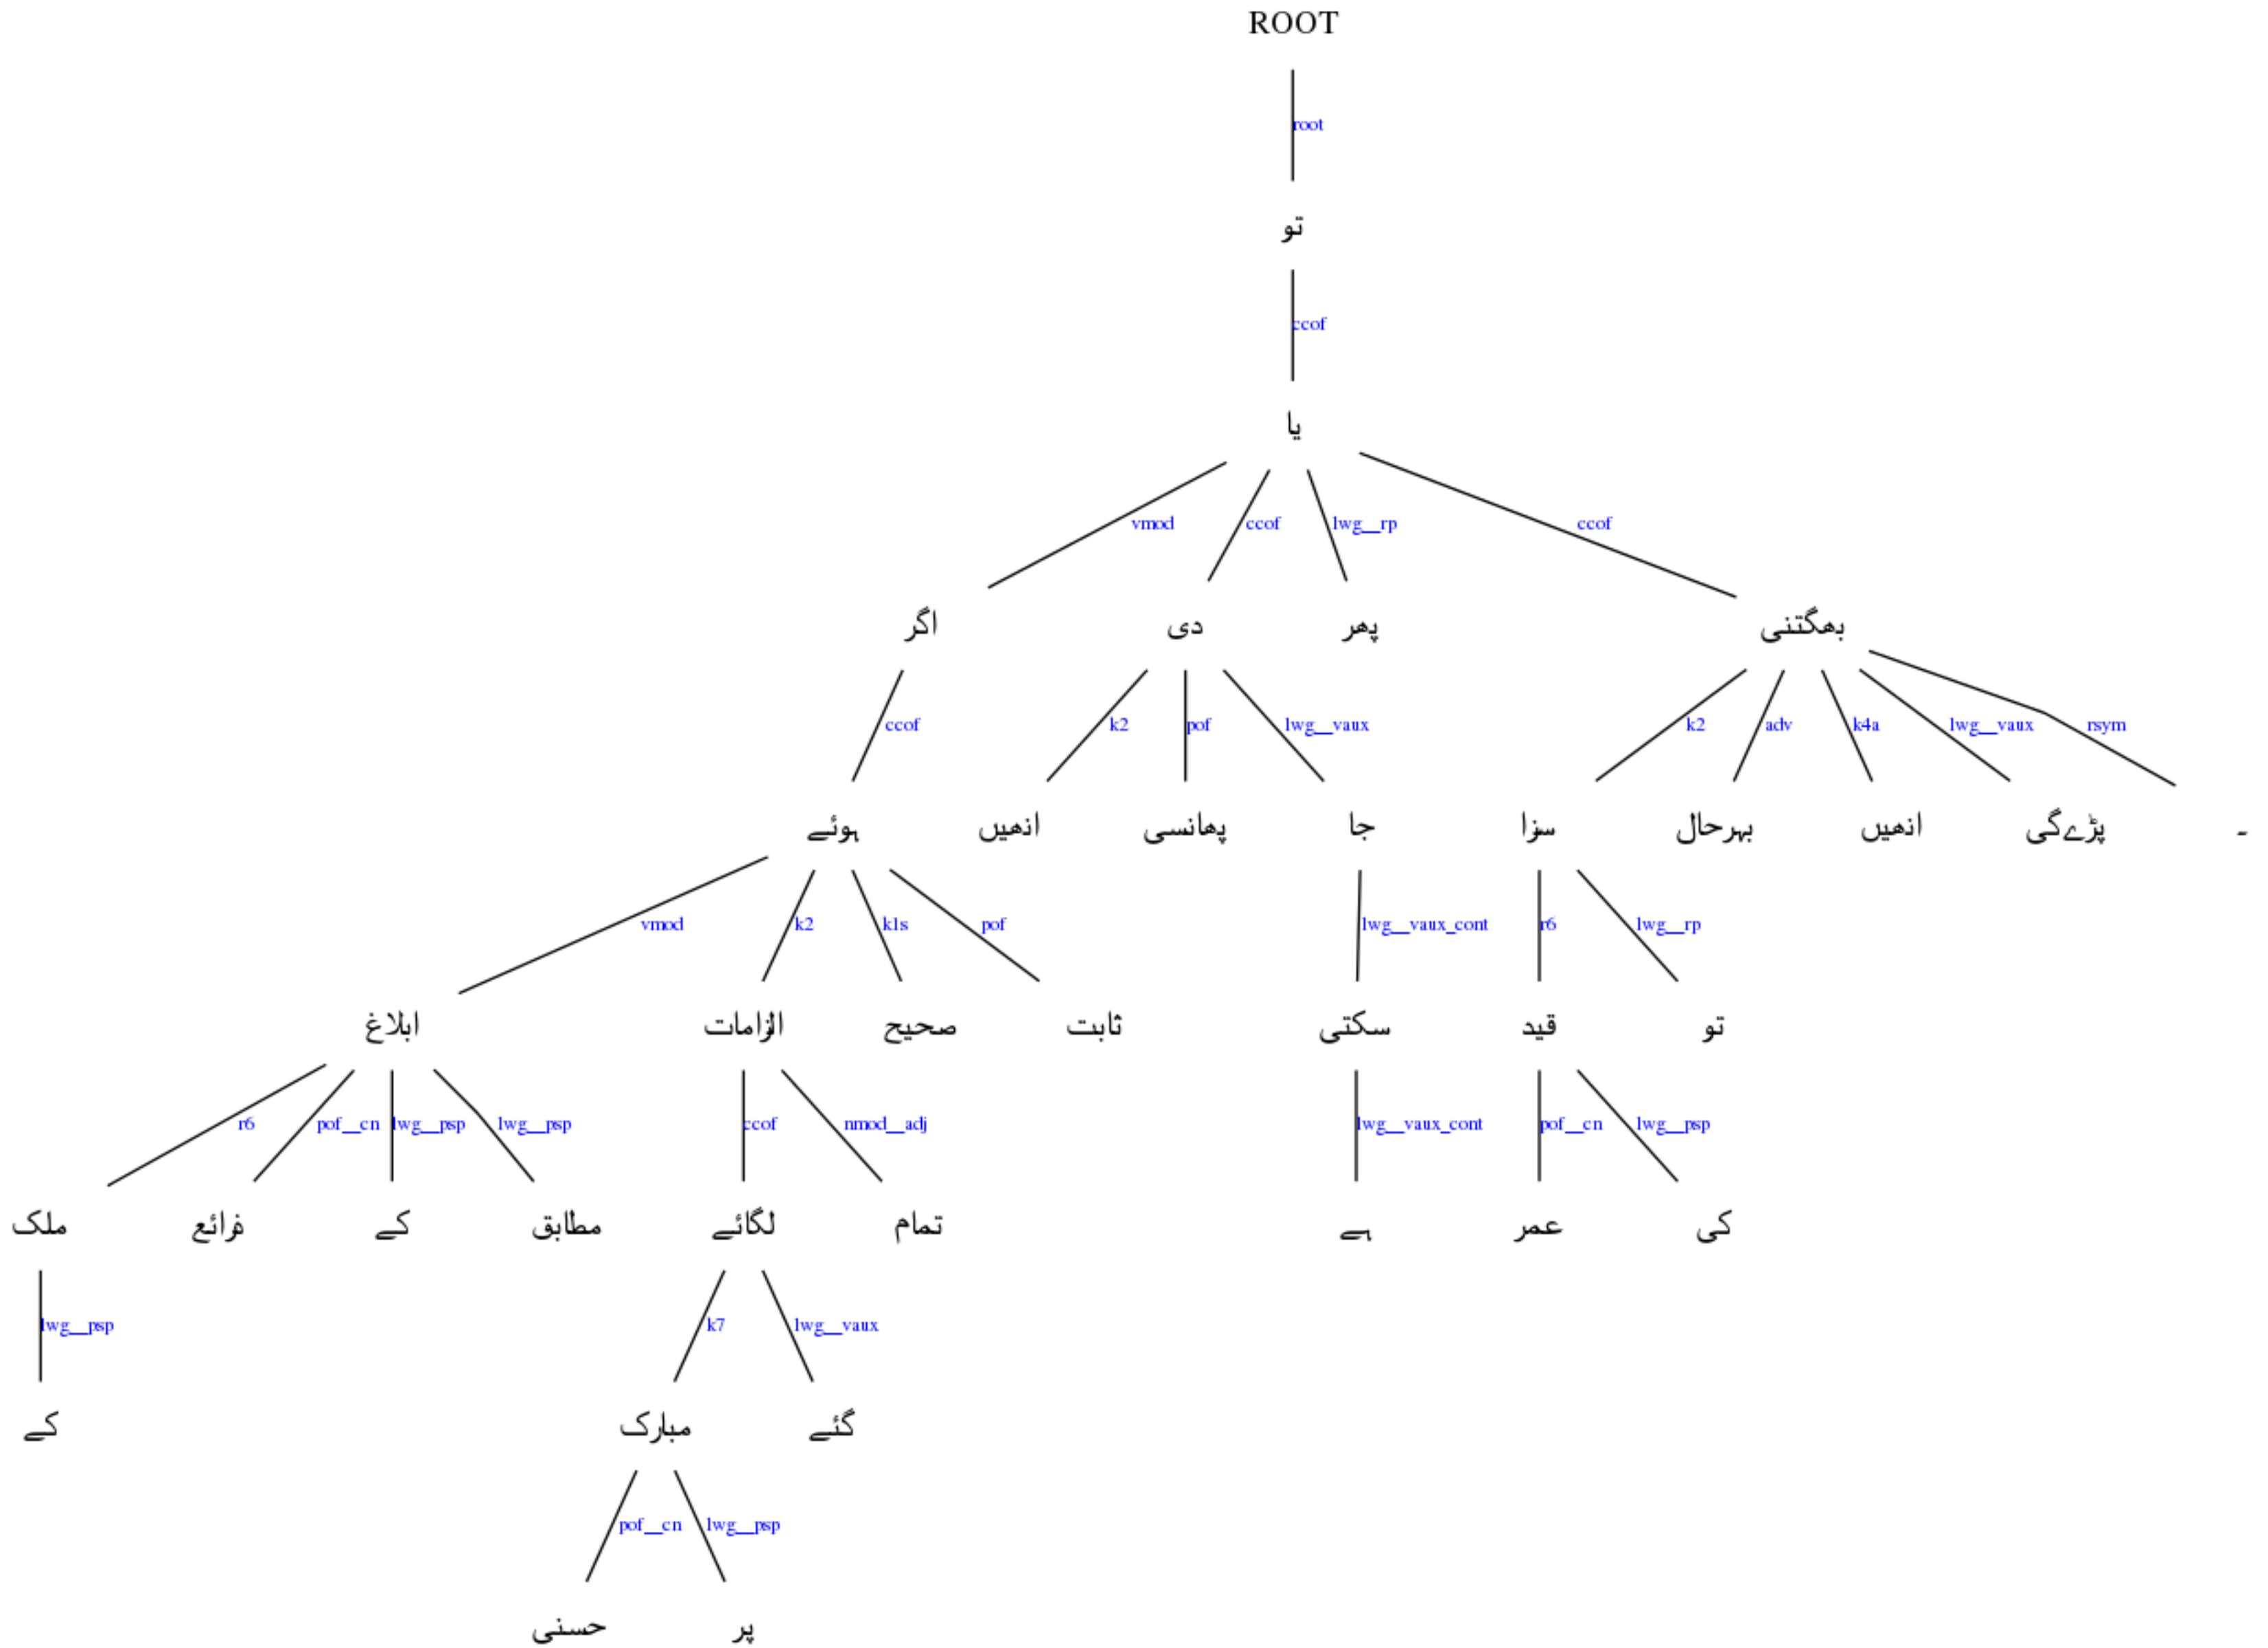 ROOT
root
تو
ccof
یا
vmod ccof lwg__rp ccof
اگر دی پھر بھگتنی
ccof k2 pof lwg__vaux k2 adv k4a lwg__vaux rsym
ہوئے انھیں پھانسی جا سزا بہرحال انھیں پڑےگی ۔
vmod k2 k1s pof lwg__vaux_cont r6 lwg__rp
ابلاغ الزامات صحیح ثابت سکتی قید تو
r6 pof__cn lwg__psp lwg__psp ccof nmod__adj lwg__vaux_cont pof__cn lwg__psp
ملک ذرائع کے مطابق لگائے تمام ہے عمر کی
lwg__psp k7 lwg__vaux
کے مبارک گئے
pof__cn lwg__psp
حسنی پر